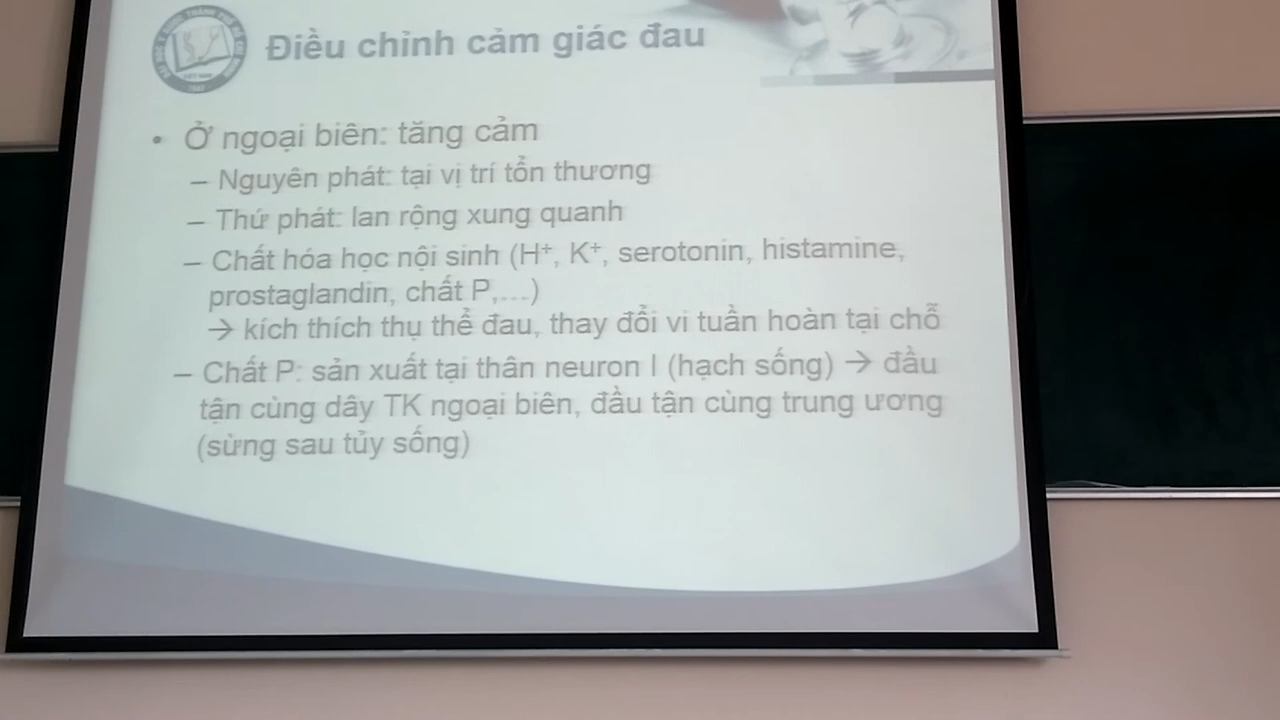 Điều chỉnh cảm giác đau
• Ở ngoại biên: tăng cảm
– Nguyên phát: tại vị trí tổn thương
– Thứ phát: lan rộng xung quanh
– Chất hóa học nội sinh (H⁺, K⁺, serotonin, histamine,
prostaglandin, chất P,...)
→ kích thích thụ thể đau, thay đổi vi tuần hoàn tại chỗ
– Chất P: sản xuất tại thân neuron I (hạch sống) → đầu
tận cùng dây TK ngoại biên, đầu tận cùng trung ương
(sừng sau tủy sống)